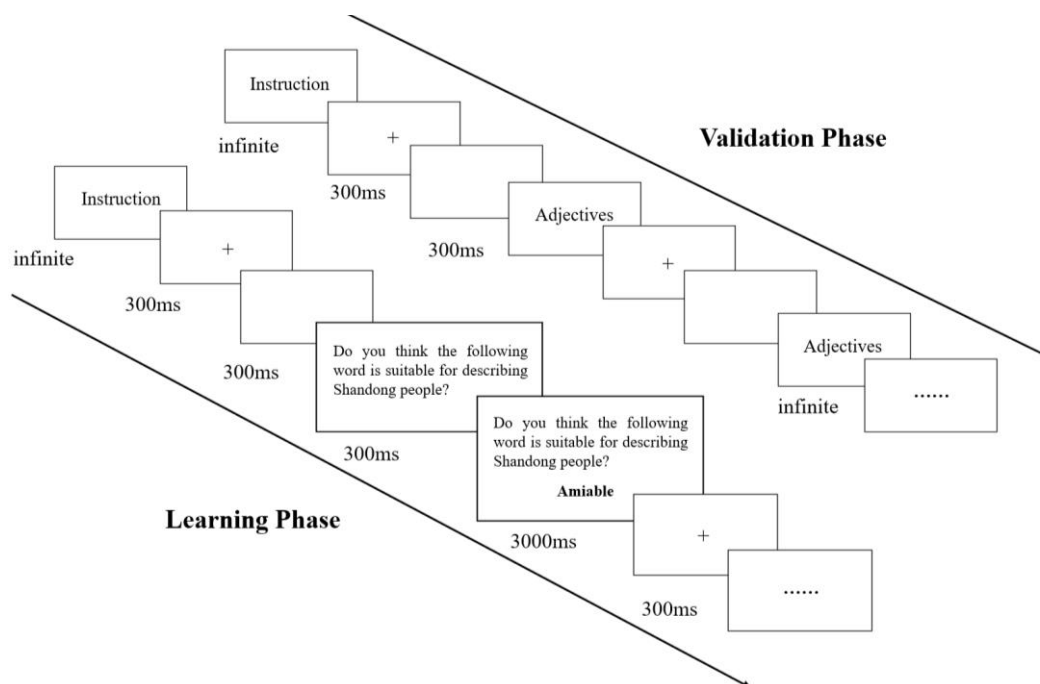 Instruction
infinite
+
300ms
300ms
Adjectives
+
Adjectives
infinite
......
Validation Phase
Instruction
infinite
+
300ms
300ms
Do you think the following
word is suitable for describing
Shandong people?
300ms
Do you think the following
word is suitable for describing
Shandong people?
Amiable
3000ms
+
300ms
......
Learning Phase